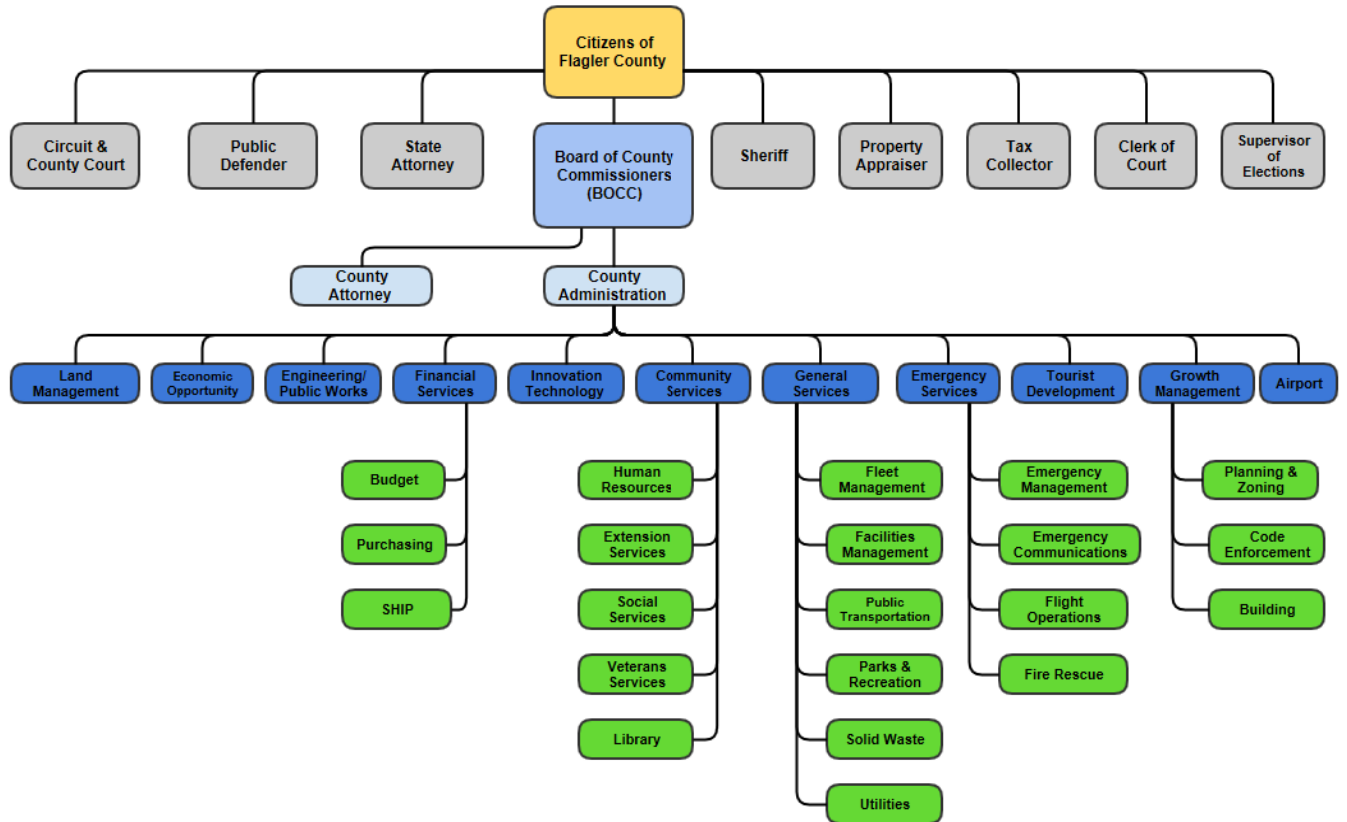 Citizens of
Flagler County
Circuit &
County Court
Public
Defender
State
Attorney
Board of County
Commissioners
(BOCC)
Sheriff
Property
Appraiser
Tax
Collector
Clerk of
Court
Supervisor
of
Elections
County
Attorney
County
Administration
Land
Management
Economic
Opportunity
Engineering/
Public Works
Financial
Services
Innovation
Technology
Community
Services
General
Services
Emergency
Services
Tourist
Development
Growth
Management
Airport
Budget
Purchasing
SHIP
Human
Resources
Extension
Services
Social
Services
Veterans
Services
Library
Fleet
Management
Facilities
Management
Public
Transportation
Parks &
Recreation
Solid Waste
Utilities
Emergency
Management
Emergency
Communications
Flight
Operations
Fire Rescue
Planning &
Zoning
Code
Enforcement
Building